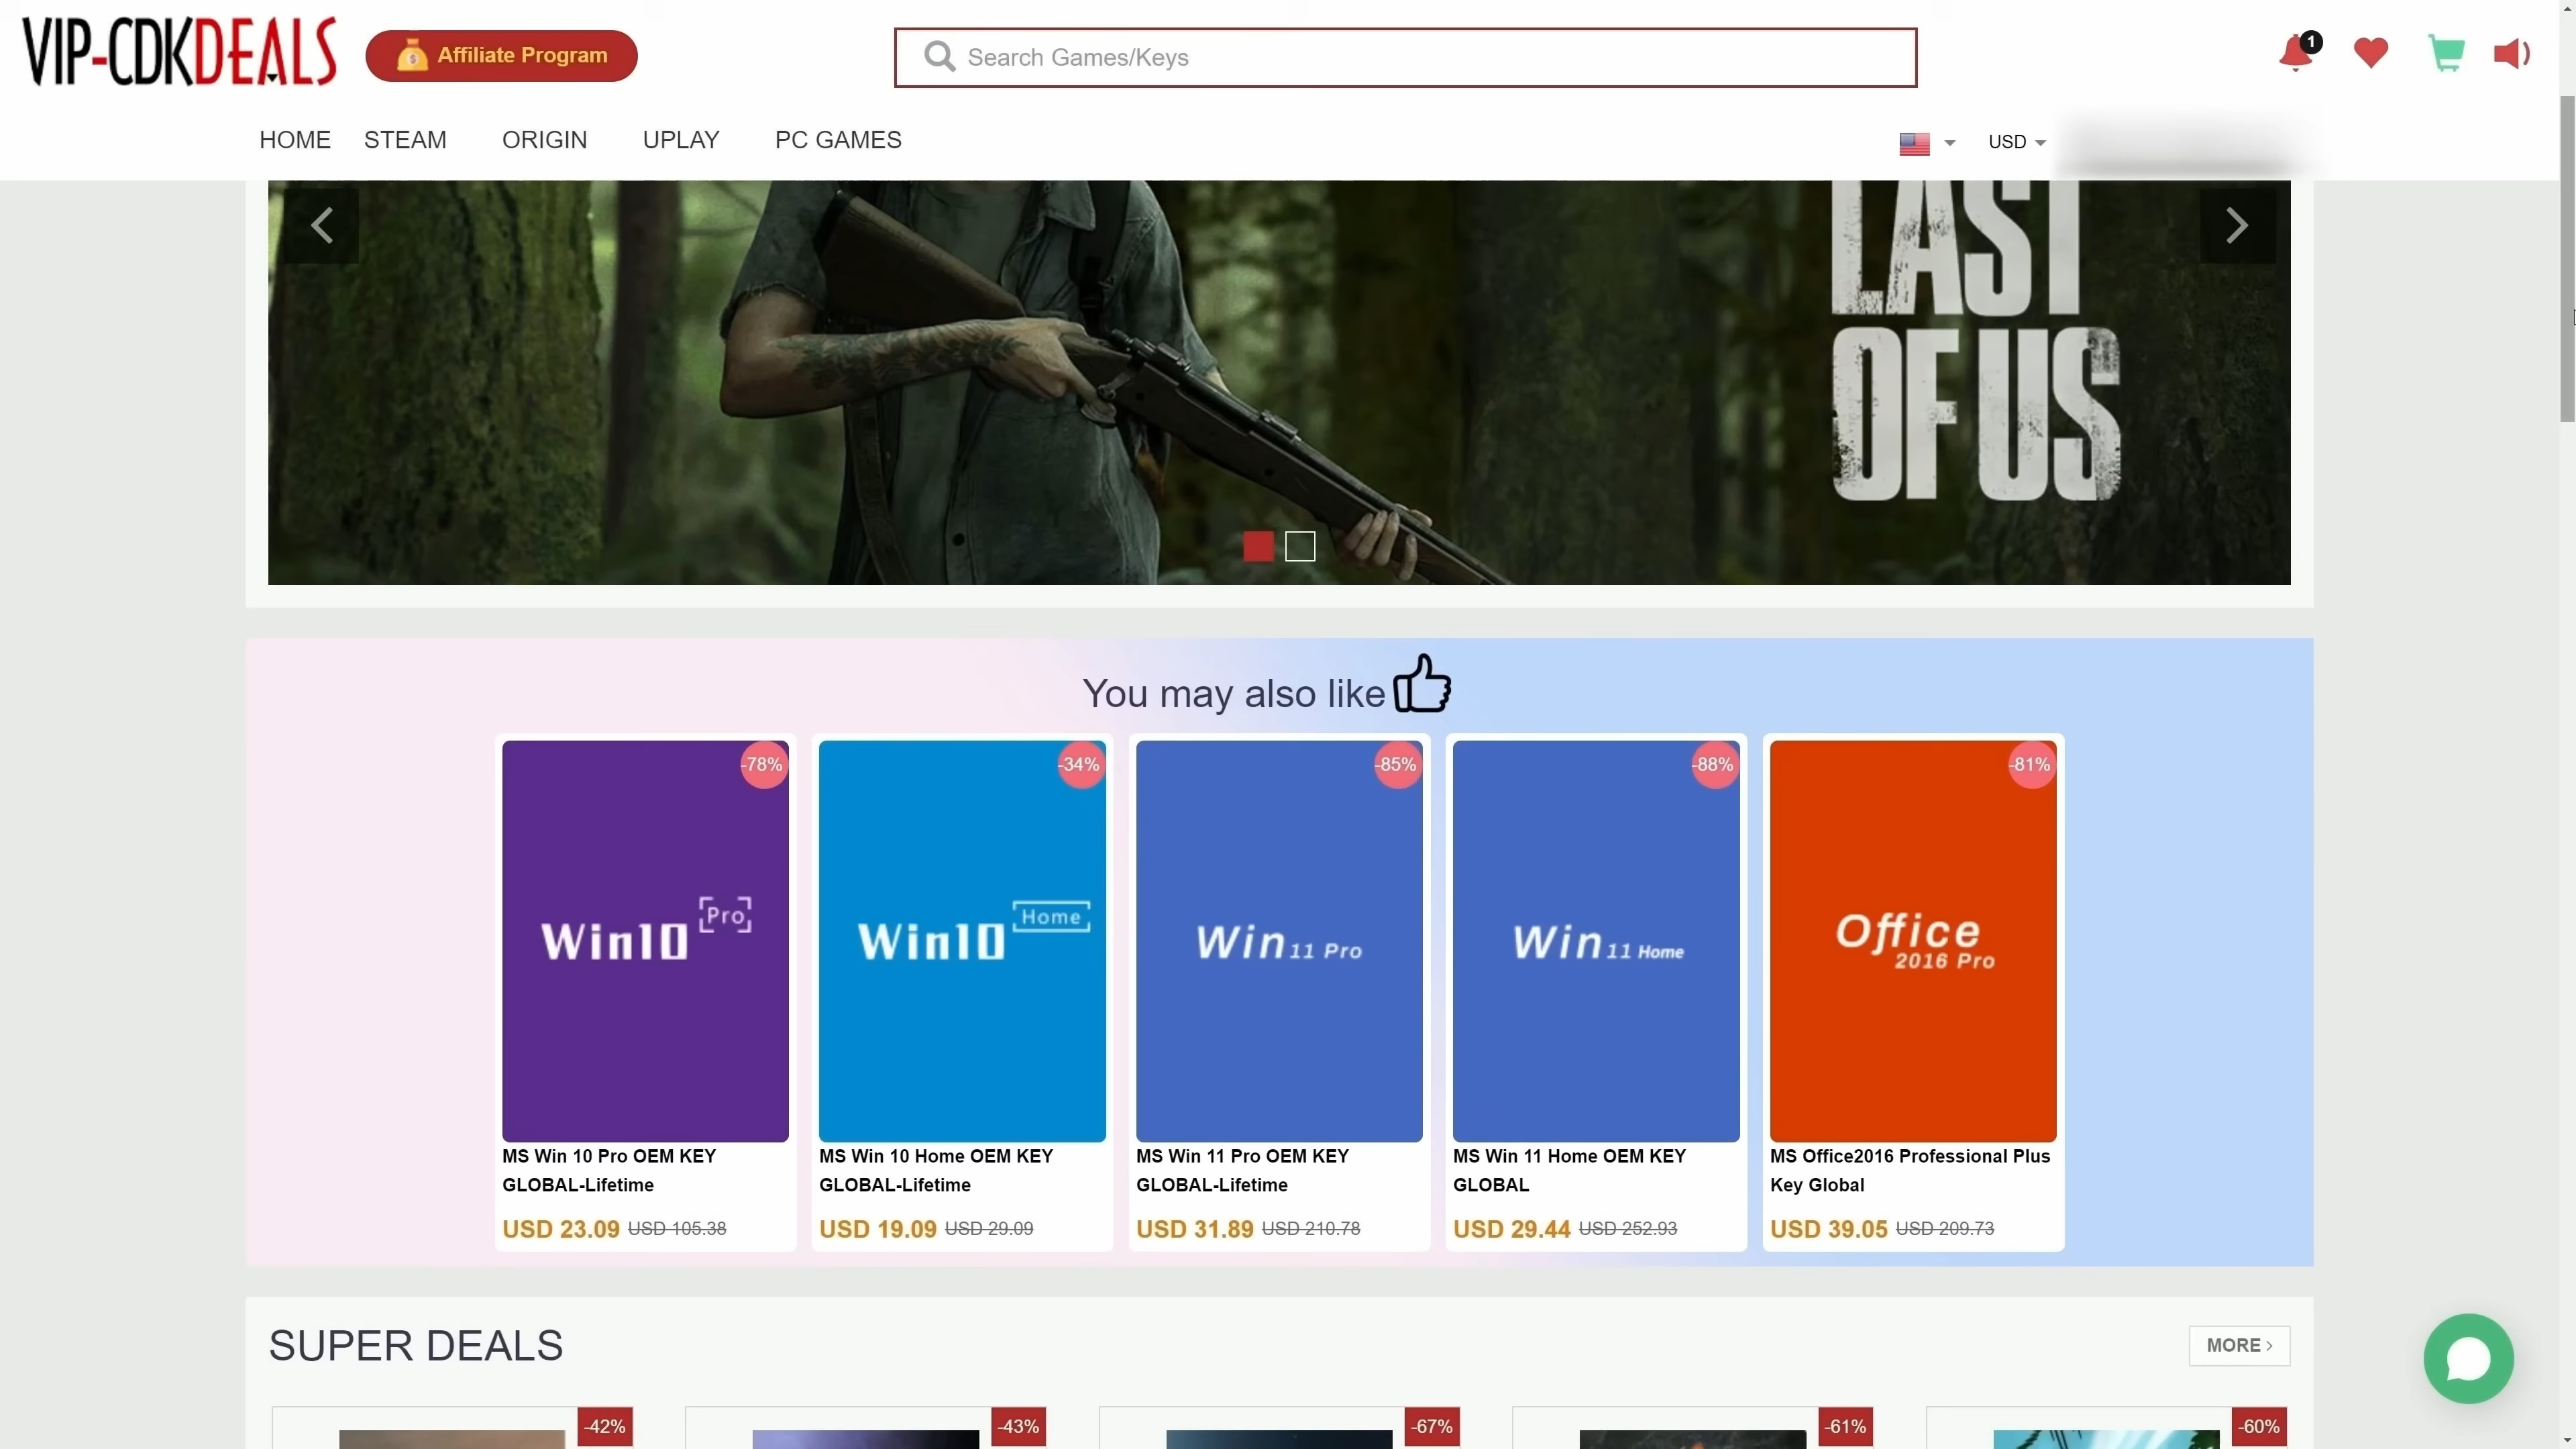 VIP-CDKDEALS
Affiliate Program
Search Games/Keys
1
HOME
STEAM
ORIGIN
UPLAY
PC GAMES
USD
LAST
OF US
You may also like
-78%
-34%
-85%
-88%
-81%
Win10 Pro
Win10 Home
Win 11 Pro
Win 11 Home
Office
2016 Pro
MS Win 10 Pro OEM KEY
GLOBAL-Lifetime
USD 23.09 USD 105.38
MS Win 10 Home OEM KEY
GLOBAL-Lifetime
USD 19.09 USD 29.09
MS Win 11 Pro OEM KEY
GLOBAL-Lifetime
USD 31.89 USD 210.78
MS Win 11 Home OEM KEY
GLOBAL
USD 29.44 USD 252.93
MS Office2016 Professional Plus
Key Global
USD 39.05 USD 209.73
SUPER DEALS
MORE >
-42%
-43%
-67%
-61%
-60%